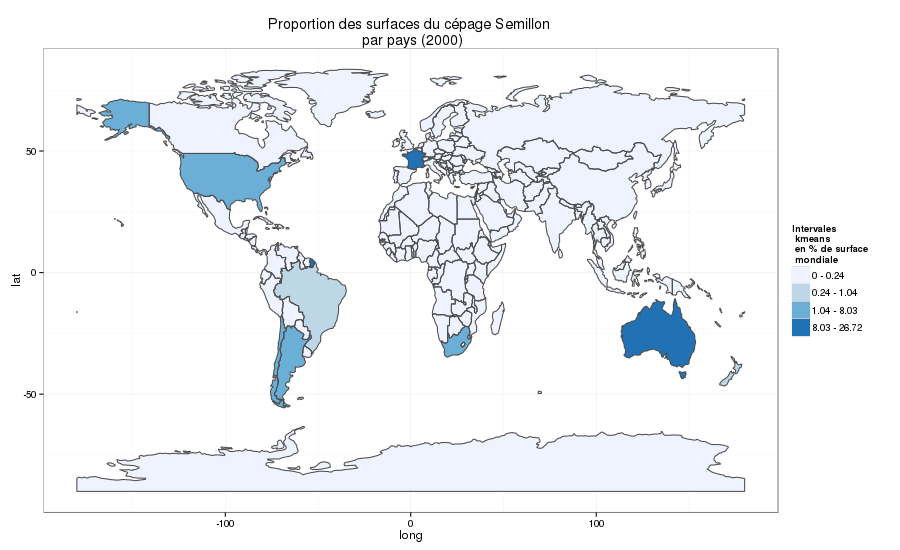 Proportion des surfaces du cépage Semillon
par pays (2000)
50
0
-50
lat
-100
0
100
long
Intervales
kmeans
en % de surface
mondiale
0 - 0.24
0.24 - 1.04
1.04 - 8.03
8.03 - 26.72